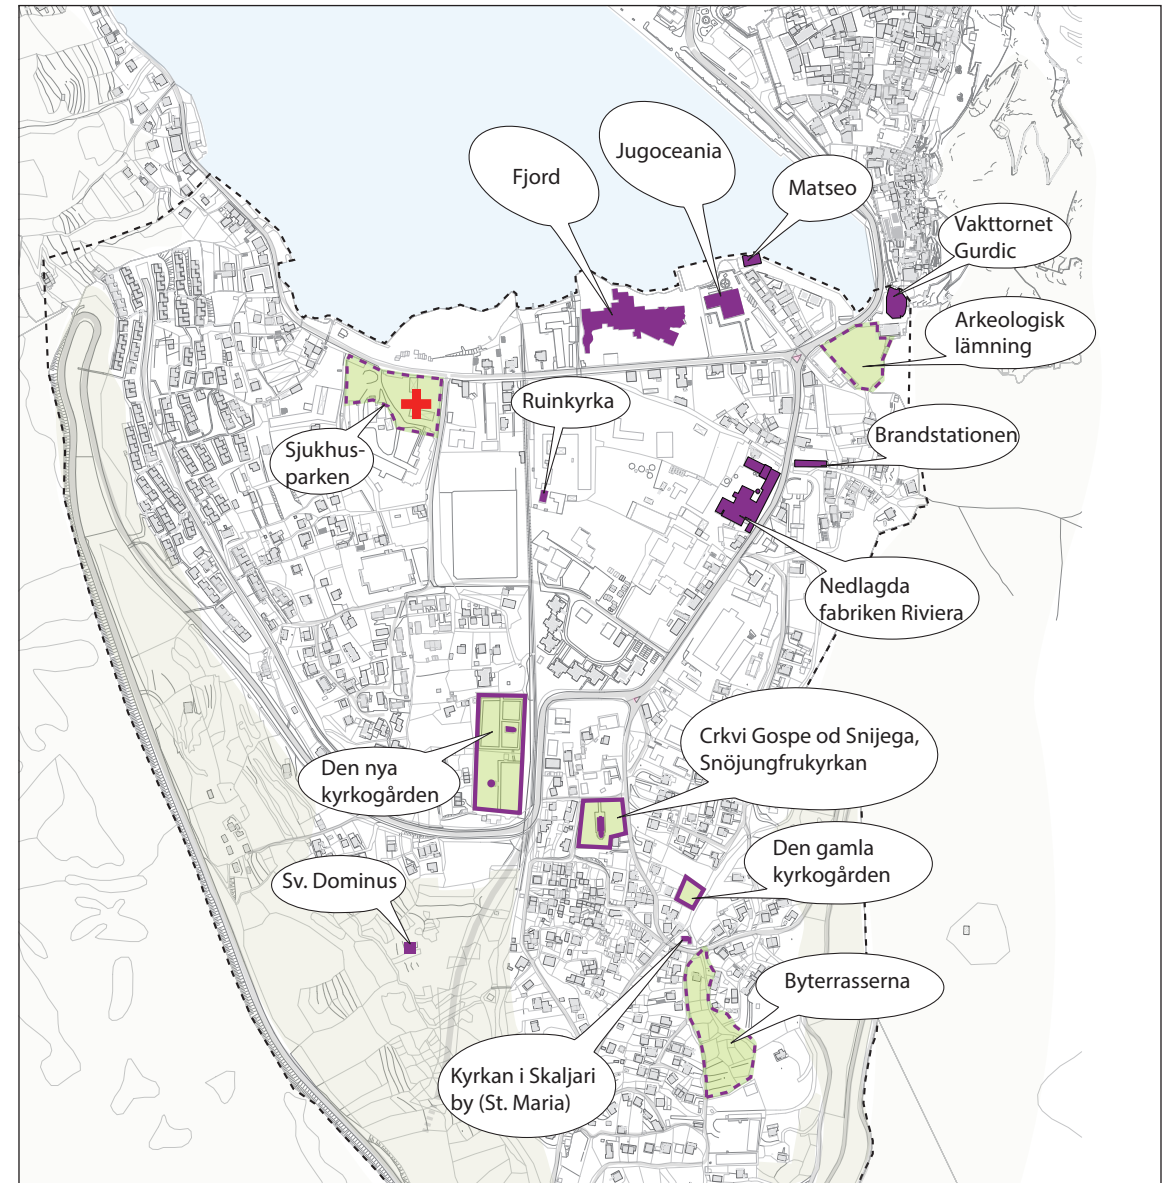 Jugoceania
Fjord
Matseo
Vakttornet
Gurdic
Arkeologisk
lämning
Ruinkyrka
Brandstationen
Sjukhus-
parken
Nedlagda
fabriken Riviera
Crkvi Gospe od Snijega,
Snöjungfrukyrkan
Den nya
kyrkogården
Den gamla
kyrkogården
Sv. Dominus
Byterrasserna
Kyrkan i Skaljari
by (St. Maria)